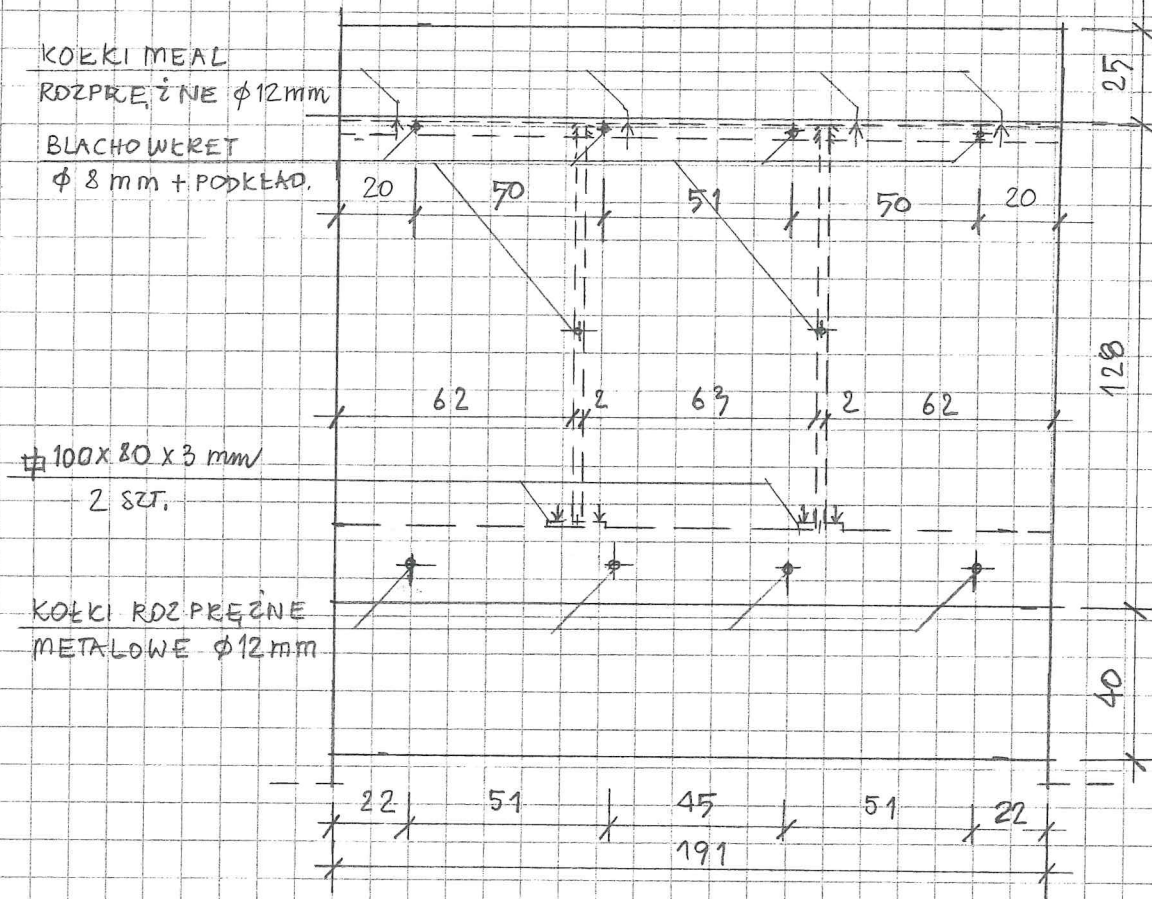 KOŁKI MEAL
ROZPRĘŻNE ϕ12mm
BLACHOWKRET
ϕ 8 mm + PODKŁAD.
25
20 50 51 50 20
128
62 2 63 2 62
100x80x3 mm
2 SZT.
KOŁKI ROZPRĘŻNE
METALOWE ϕ12mm
40
22 51 45 51 22
191